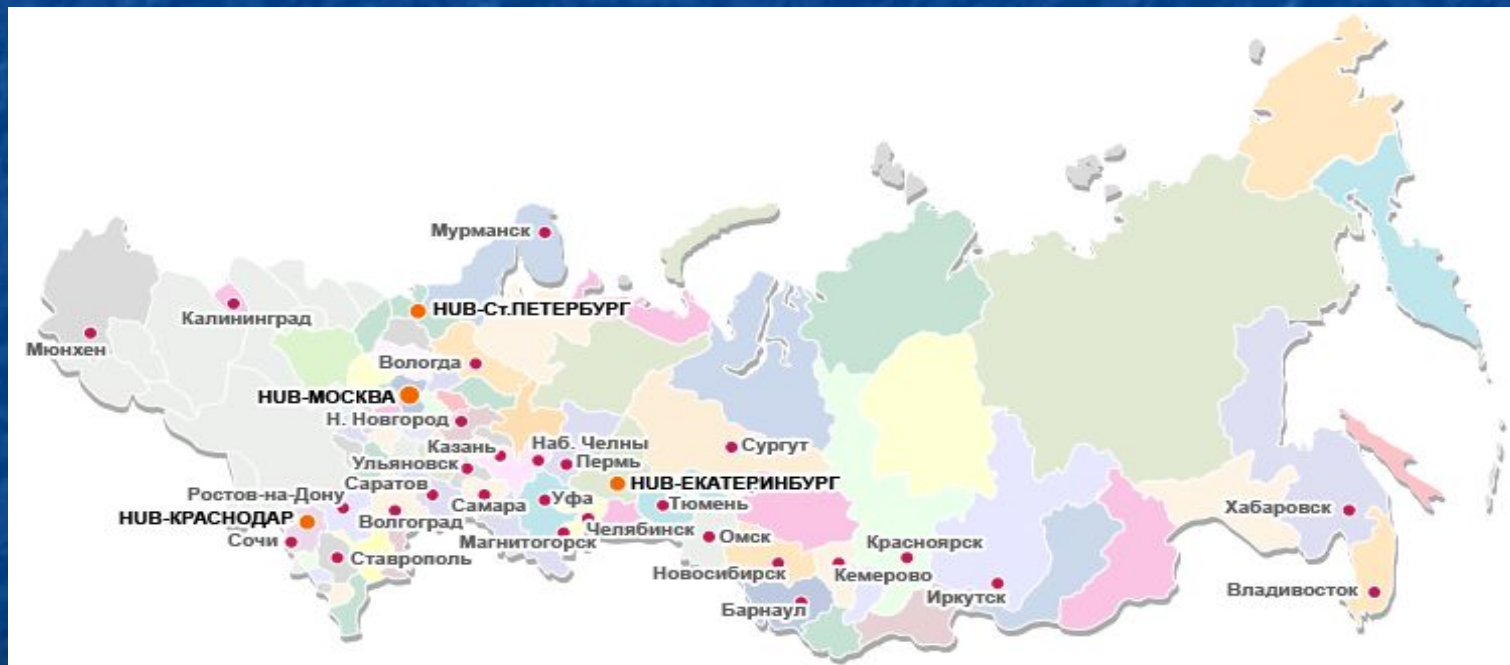 Мурманск
HUB-Ст.ПЕТЕРБУРГ
Калининград
Мюнхен
Вологда
HUB-МОСКВА
Н. Новгород
Казань
Наб. Челны
Сургут
Ульяновск
Пермь
Саратов
HUB-ЕКАТЕРИНБУРГ
Ростов-на-Дону
Самара
Уфа
Тюмень
Хабаровск
HUB-КРАСНОДАР
Волгоград
Челябинск
Сочи
Магнитогорск
Омск
Красноярск
Ставрополь
Новосибирск
Кемерово
Иркутск
Владивосток
Барнаул